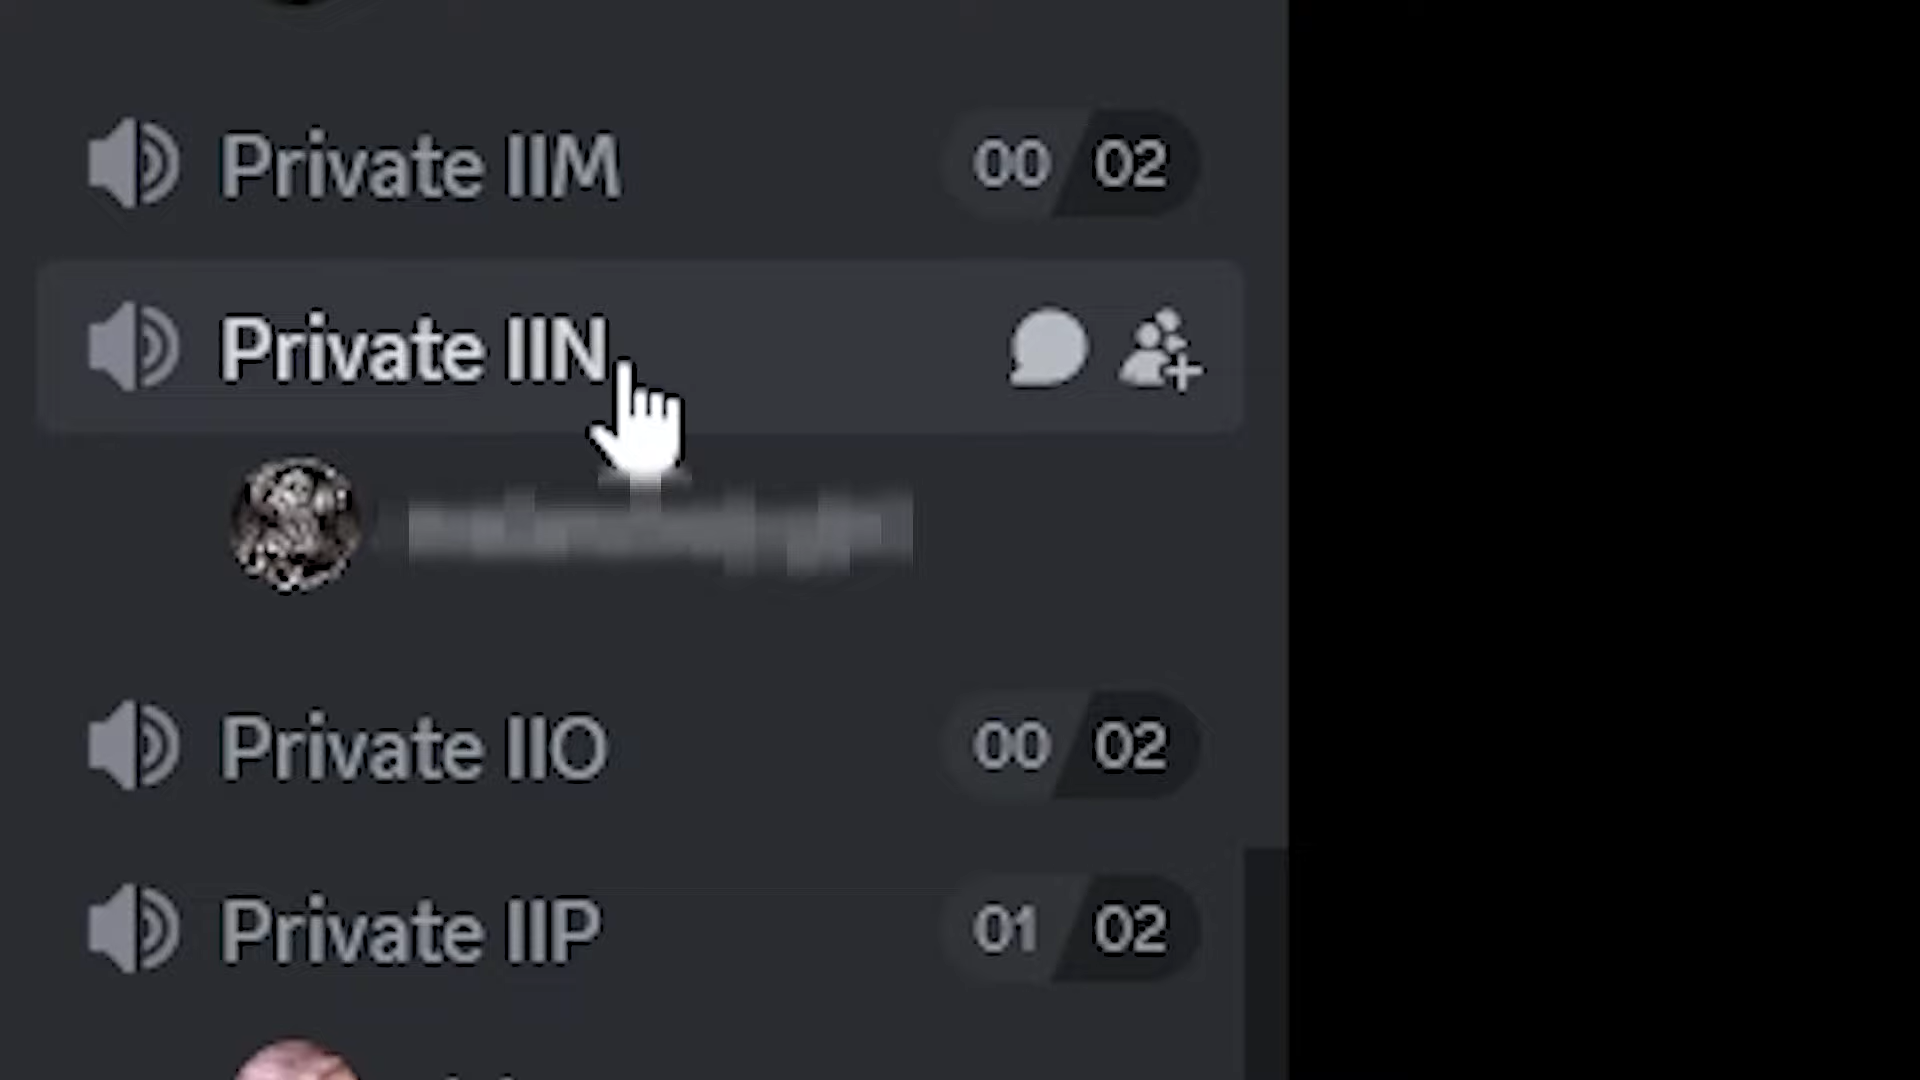 Private IIM 00 02
Private IIN
Private IIO 00 02
Private IIP 01 02